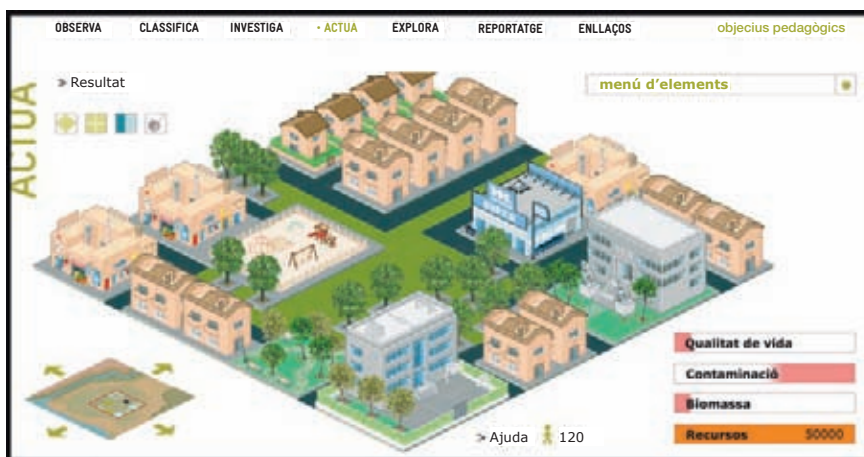 OBSERVA CLASSIFICA INVESTIGA · ACTUA EXPLORA REPORTATGE ENLLAÇOS objecius pedagògics
ACTUA
Resultat
menú d'elements
Qualitat de vida
Contaminació
Biomassa
Recursos 50000
Ajuda 120